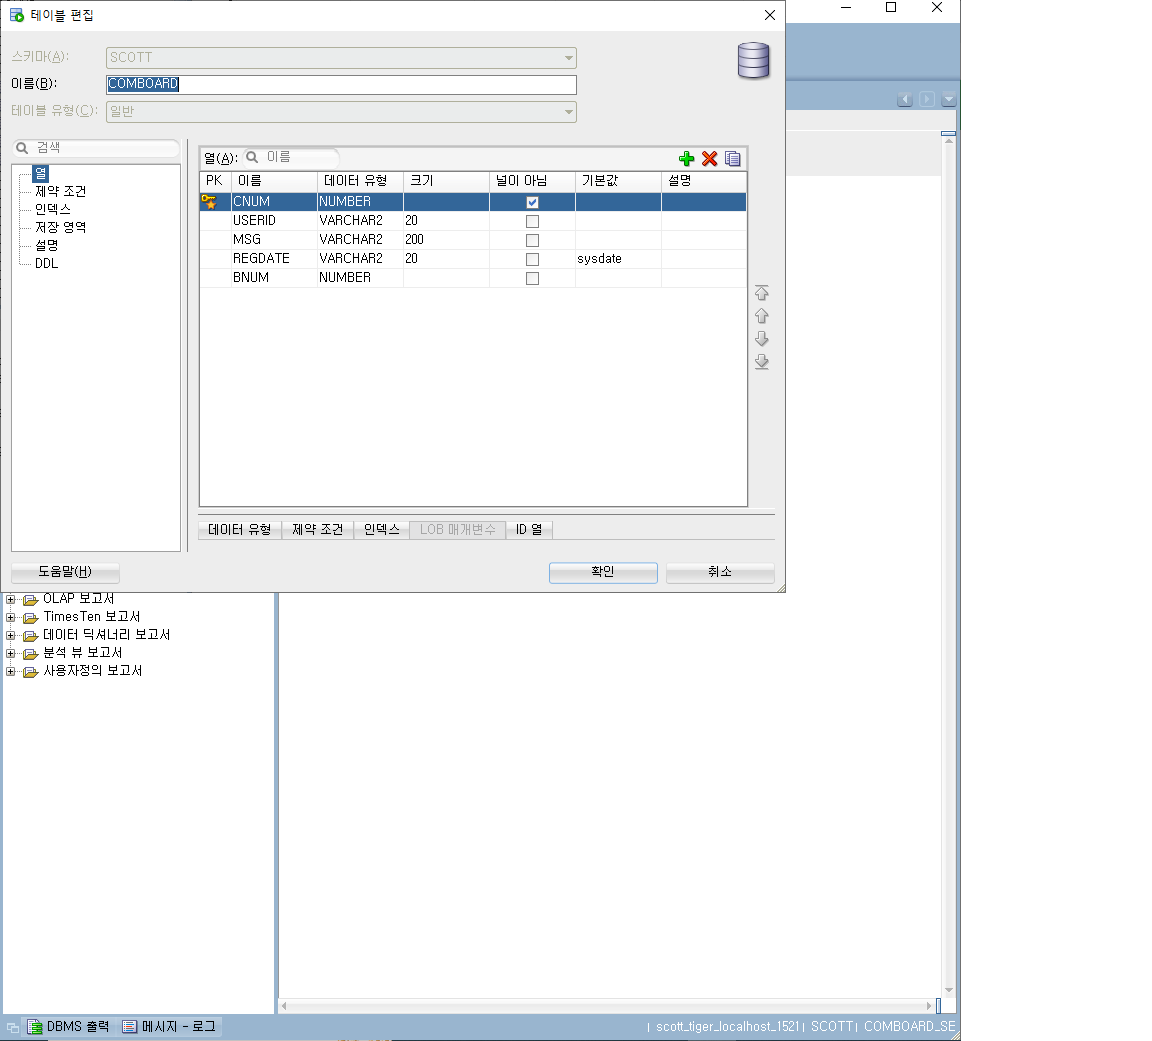 테이블 편집
스키마(A): SCOTT
이름(B): COMBOARD
테이블 유형(C): 일반
검색
열
제약 조건
인덱스
저장 영역
설명
DDL
열(A): 이름
PK 이름 데이터 유형 크기 널이 아님 기본값 설명
CNUM NUMBER
USERID VARCHAR2 20
MSG VARCHAR2 200
REGDATE VARCHAR2 20 sysdate
BNUM NUMBER
데이터 유형 제약 조건 인덱스 LOB 매개변수 ID 열
도움말(H) 확인 취소
OLAP 보고서
TimesTen 보고서
데이터 딕셔너리 보고서
분석 뷰 보고서
사용자정의 보고서
DBMS 출력 메시지 - 로그 | scott_tiger_localhost_1521| SCOTT| COMBOARD_SE